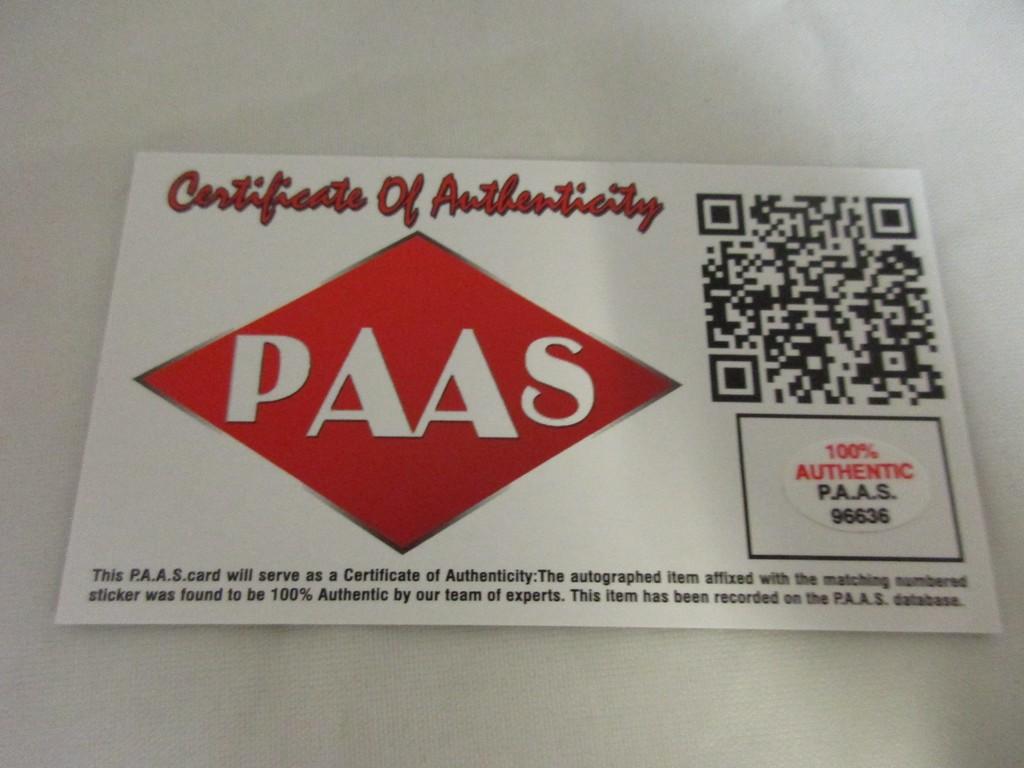 Certificate Of Authenticity
PAAS
100%
AUTHENTIC
P.A.A.S.
96636
This P.A.A.S.card will serve as a Certificate of Authenticity:The autographed item affixed with the matching numbered
sticker was found to be 100% Authentic by our team of experts. This item has been recorded on the P.A.A.S. database.